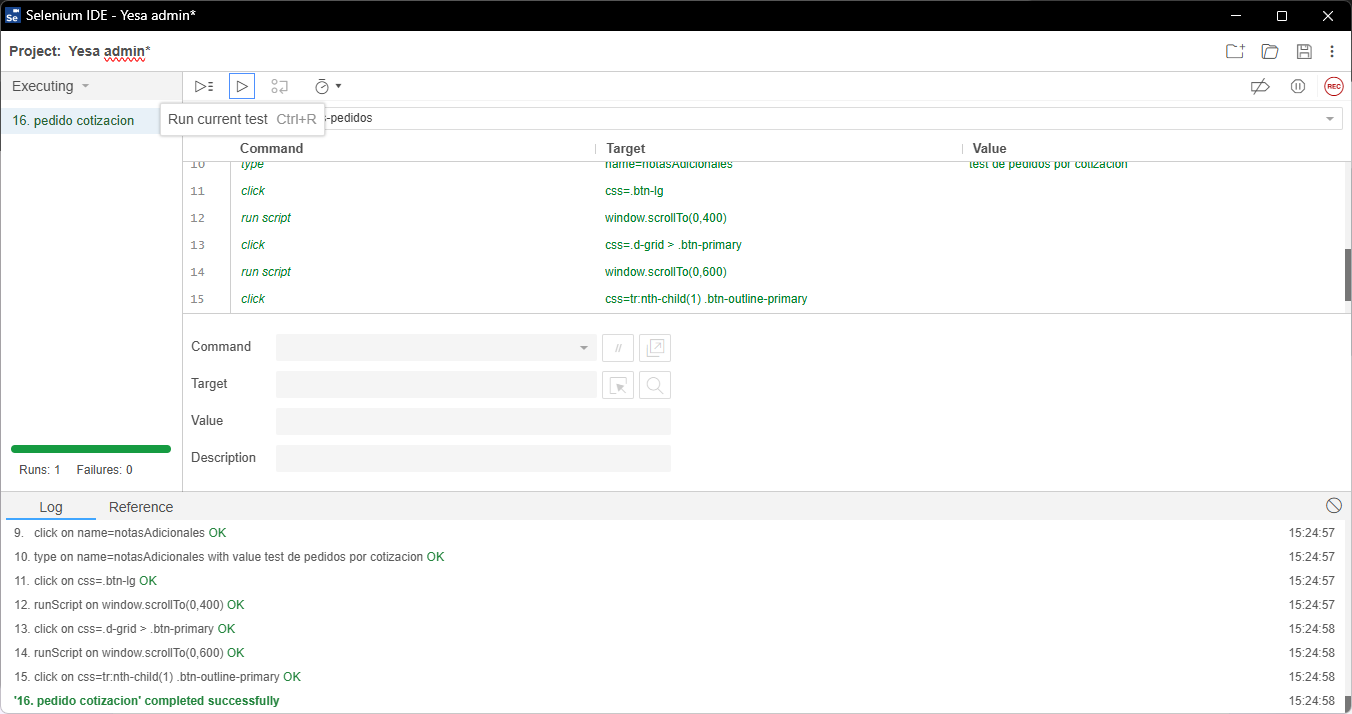 Selenium IDE - Yesa admin*
Project: Yesa admin*
Executing
16. pedido cotizacion
Run current test Ctrl+R
s-pedidos
Command Target Value
10 type name=notasAdicionales test de pedidos por cotizacion
11 click css=.btn-lg
12 run script window.scrollTo(0,400)
13 click css=.d-grid > .btn-primary
14 run script window.scrollTo(0,600)
15 click css=tr:nth-child(1) .btn-outline-primary
Command //
Target
Value
Description
Runs: 1 Failures: 0
REC
Log Reference
9. click on name=notasAdicionales OK 15:24:57
10. type on name=notasAdicionales with value test de pedidos por cotizacion OK 15:24:57
11. click on css=.btn-lg OK 15:24:57
12. runScript on window.scrollTo(0,400) OK 15:24:57
13. click on css=.d-grid > .btn-primary OK 15:24:58
14. runScript on window.scrollTo(0,600) OK 15:24:58
15. click on css=tr:nth-child(1) .btn-outline-primary OK 15:24:58
'16. pedido cotizacion' completed successfully 15:24:58